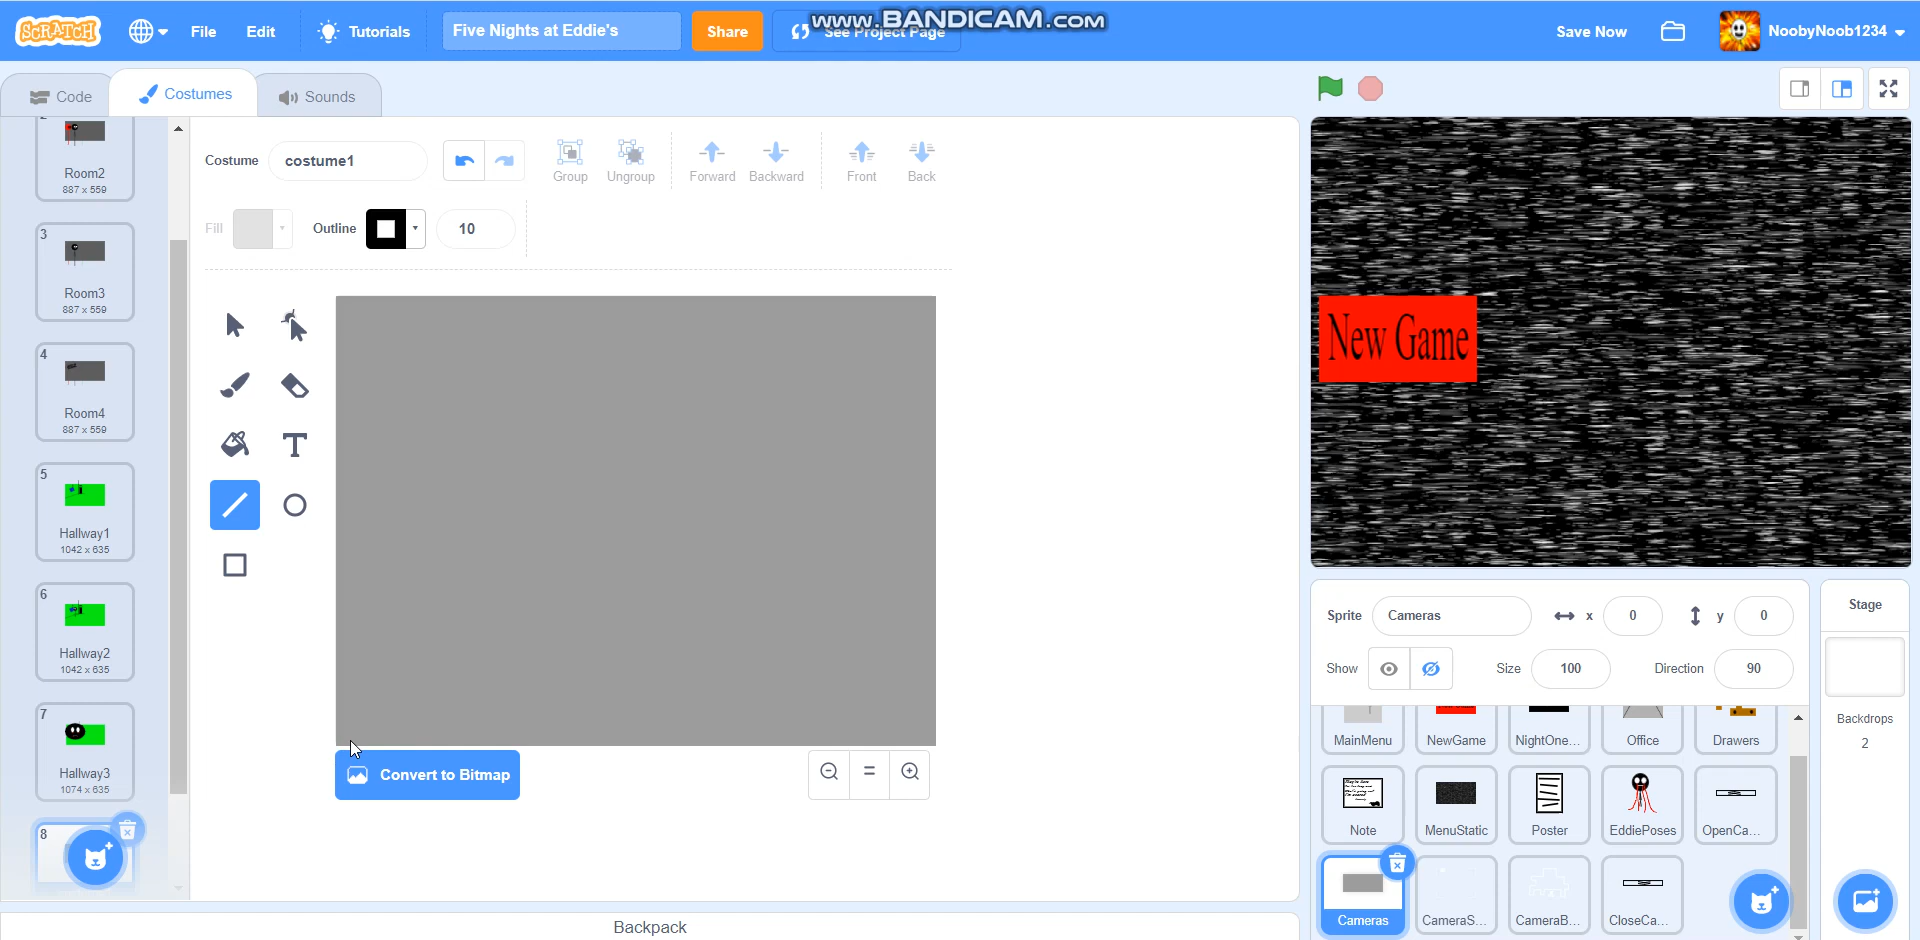 SCRATCH
File
Edit
Tutorials
Five Nights at Eddie's
Share
See Project Page
www.BANDICAM.com
Save Now
NoobyNoob1234
Code
Costumes
Sounds
2
Room2
887 x 559
3
Room3
887 x 559
4
Room4
887 x 559
5
Hallway1
1042 x 635
6
Hallway2
1042 x 635
7
Hallway3
1074 x 635
8
Costume
costume1
Group
Ungroup
Forward
Backward
Front
Back
Fill
Outline
10
T
Convert to Bitmap
=
Backpack
New Game
Sprite
Cameras
x
0
y
0
Show
Size
100
Direction
90
Stage
Backdrops
2
MainMenu
NewGame
NightOne...
Office
Drawers
Note
MenuStatic
Poster
EddiePoses
OpenCa...
Cameras
CameraS...
CameraB...
CloseCa...